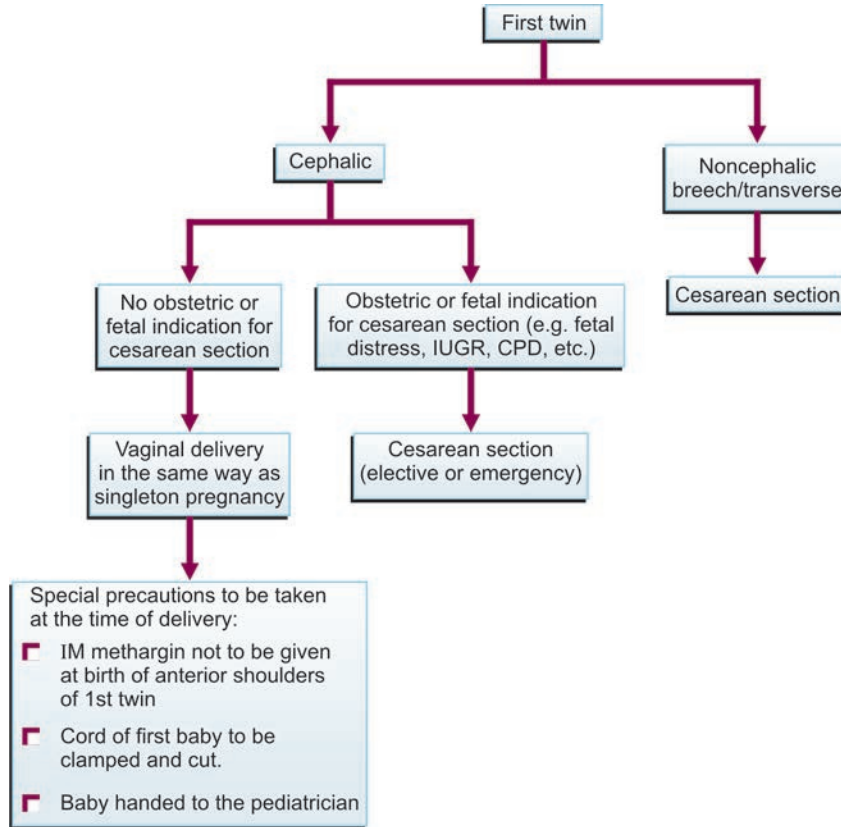 First twin
Cephalic
Noncephalic
breech/transverse
No obstetric or
fetal indication for
cesarean section
Obstetric or fetal indication
for cesarean section (e.g. fetal
distress, IUGR, CPD, etc.)
Cesarean section
Vaginal delivery
in the same way as
singleton pregnancy
Cesarean section
(elective or emergency)
Special precautions to be taken
at the time of delivery:
IM methargin not to be given
at birth of anterior shoulders
of 1st twin
Cord of first baby to be
clamped and cut.
Baby handed to the pediatrician